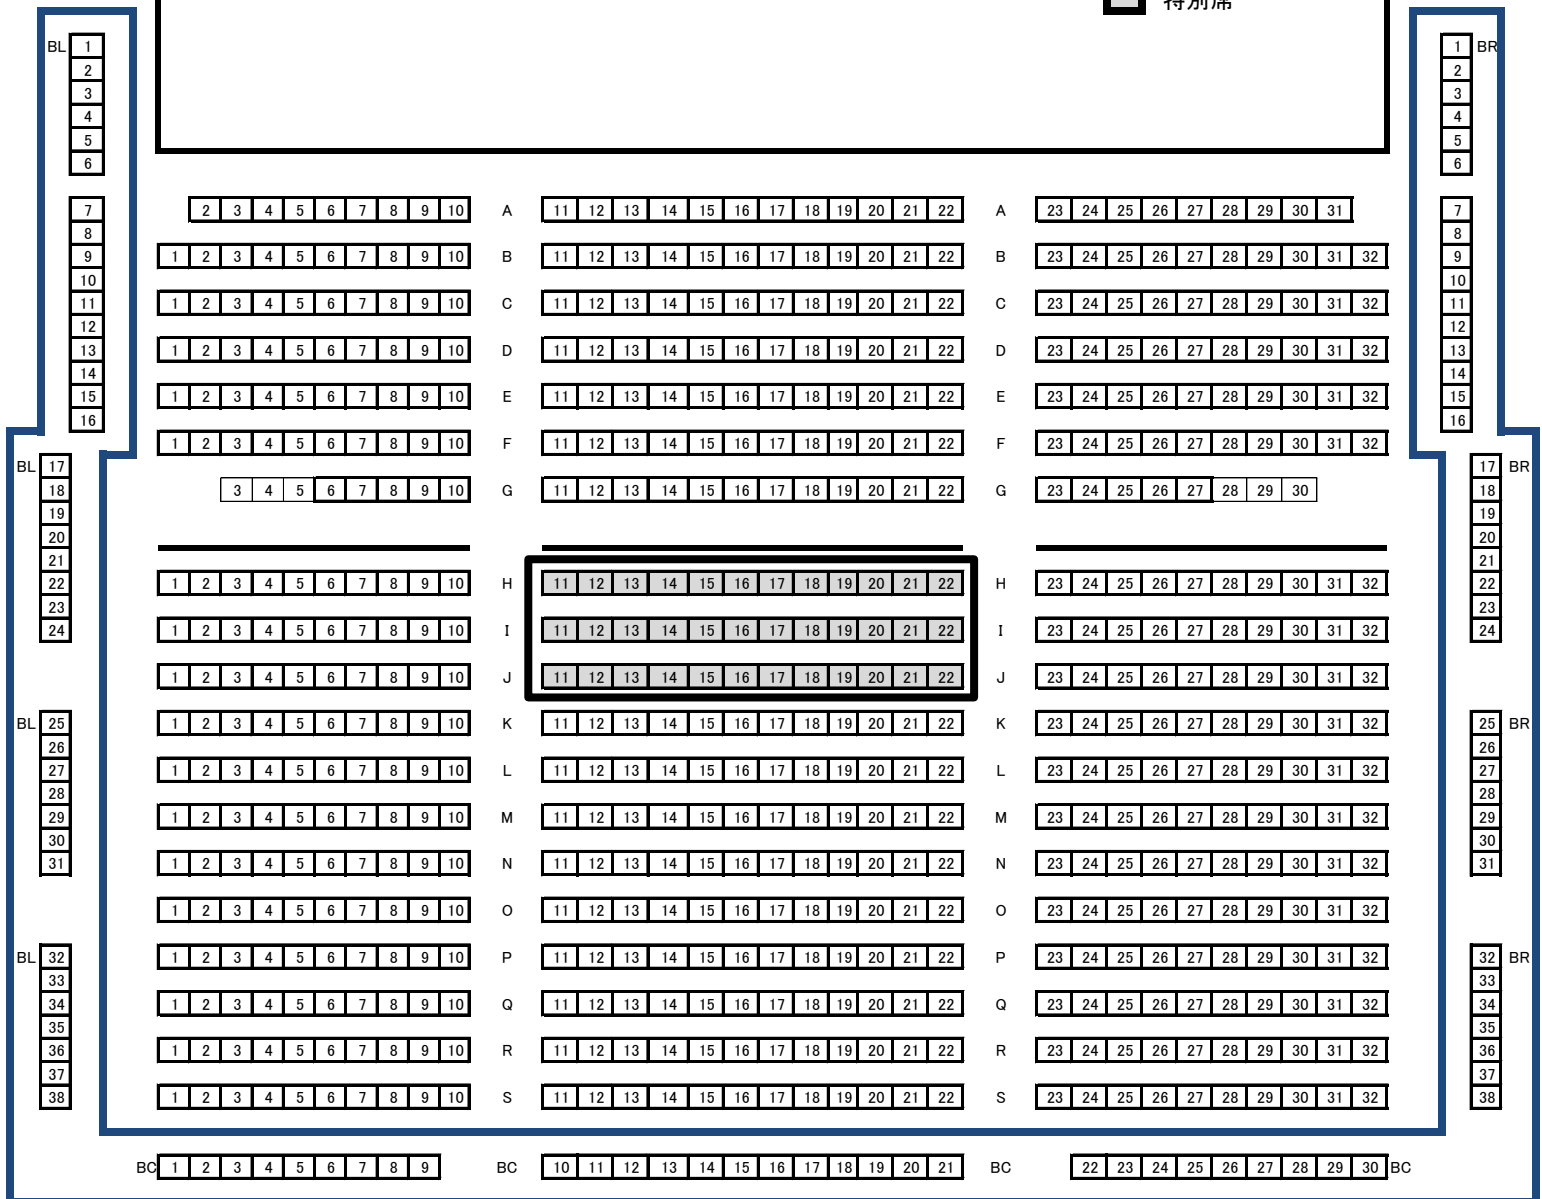 特別席
BL 1 1 BR
2 2
3 3
4 4
5 5
6 6
7 2 3 4 5 6 7 8 9 10 A 11 12 13 14 15 16 17 18 19 20 21 22 A 23 24 25 26 27 28 29 30 31 7
8 8
9 1 2 3 4 5 6 7 8 9 10 B 11 12 13 14 15 16 17 18 19 20 21 22 B 23 24 25 26 27 28 29 30 31 32 9
10 10
11 1 2 3 4 5 6 7 8 9 10 C 11 12 13 14 15 16 17 18 19 20 21 22 C 23 24 25 26 27 28 29 30 31 32 11
12 12
13 1 2 3 4 5 6 7 8 9 10 D 11 12 13 14 15 16 17 18 19 20 21 22 D 23 24 25 26 27 28 29 30 31 32 13
14 14
15 1 2 3 4 5 6 7 8 9 10 E 11 12 13 14 15 16 17 18 19 20 21 22 E 23 24 25 26 27 28 29 30 31 32 15
16 16
1 2 3 4 5 6 7 8 9 10 F 11 12 13 14 15 16 17 18 19 20 21 22 F 23 24 25 26 27 28 29 30 31 32
BL 17 17 BR
18 3 4 5 6 7 8 9 10 G 11 12 13 14 15 16 17 18 19 20 21 22 G 23 24 25 26 27 28 29 30 18
19 19
20 20
21 21
22 1 2 3 4 5 6 7 8 9 10 H 11 12 13 14 15 16 17 18 19 20 21 22 H 23 24 25 26 27 28 29 30 31 32 22
23 23
24 1 2 3 4 5 6 7 8 9 10 I 11 12 13 14 15 16 17 18 19 20 21 22 I 23 24 25 26 27 28 29 30 31 32 24
1 2 3 4 5 6 7 8 9 10 J 11 12 13 14 15 16 17 18 19 20 21 22 J 23 24 25 26 27 28 29 30 31 32
BL 25 1 2 3 4 5 6 7 8 9 10 K 11 12 13 14 15 16 17 18 19 20 21 22 K 23 24 25 26 27 28 29 30 31 32 25 BR
26 26
27 1 2 3 4 5 6 7 8 9 10 L 11 12 13 14 15 16 17 18 19 20 21 22 L 23 24 25 26 27 28 29 30 31 32 27
28 28
29 1 2 3 4 5 6 7 8 9 10 M 11 12 13 14 15 16 17 18 19 20 21 22 M 23 24 25 26 27 28 29 30 31 32 29
30 30
31 1 2 3 4 5 6 7 8 9 10 N 11 12 13 14 15 16 17 18 19 20 21 22 N 23 24 25 26 27 28 29 30 31 32 31
1 2 3 4 5 6 7 8 9 10 O 11 12 13 14 15 16 17 18 19 20 21 22 O 23 24 25 26 27 28 29 30 31 32
BL 32 1 2 3 4 5 6 7 8 9 10 P 11 12 13 14 15 16 17 18 19 20 21 22 P 23 24 25 26 27 28 29 30 31 32 32 BR
33 33
34 1 2 3 4 5 6 7 8 9 10 Q 11 12 13 14 15 16 17 18 19 20 21 22 Q 23 24 25 26 27 28 29 30 31 32 34
35 35
36 1 2 3 4 5 6 7 8 9 10 R 11 12 13 14 15 16 17 18 19 20 21 22 R 23 24 25 26 27 28 29 30 31 32 36
37 37
38 1 2 3 4 5 6 7 8 9 10 S 11 12 13 14 15 16 17 18 19 20 21 22 S 23 24 25 26 27 28 29 30 31 32 38
BC 1 2 3 4 5 6 7 8 9 BC 10 11 12 13 14 15 16 17 18 19 20 21 BC 22 23 24 25 26 27 28 29 30 BC